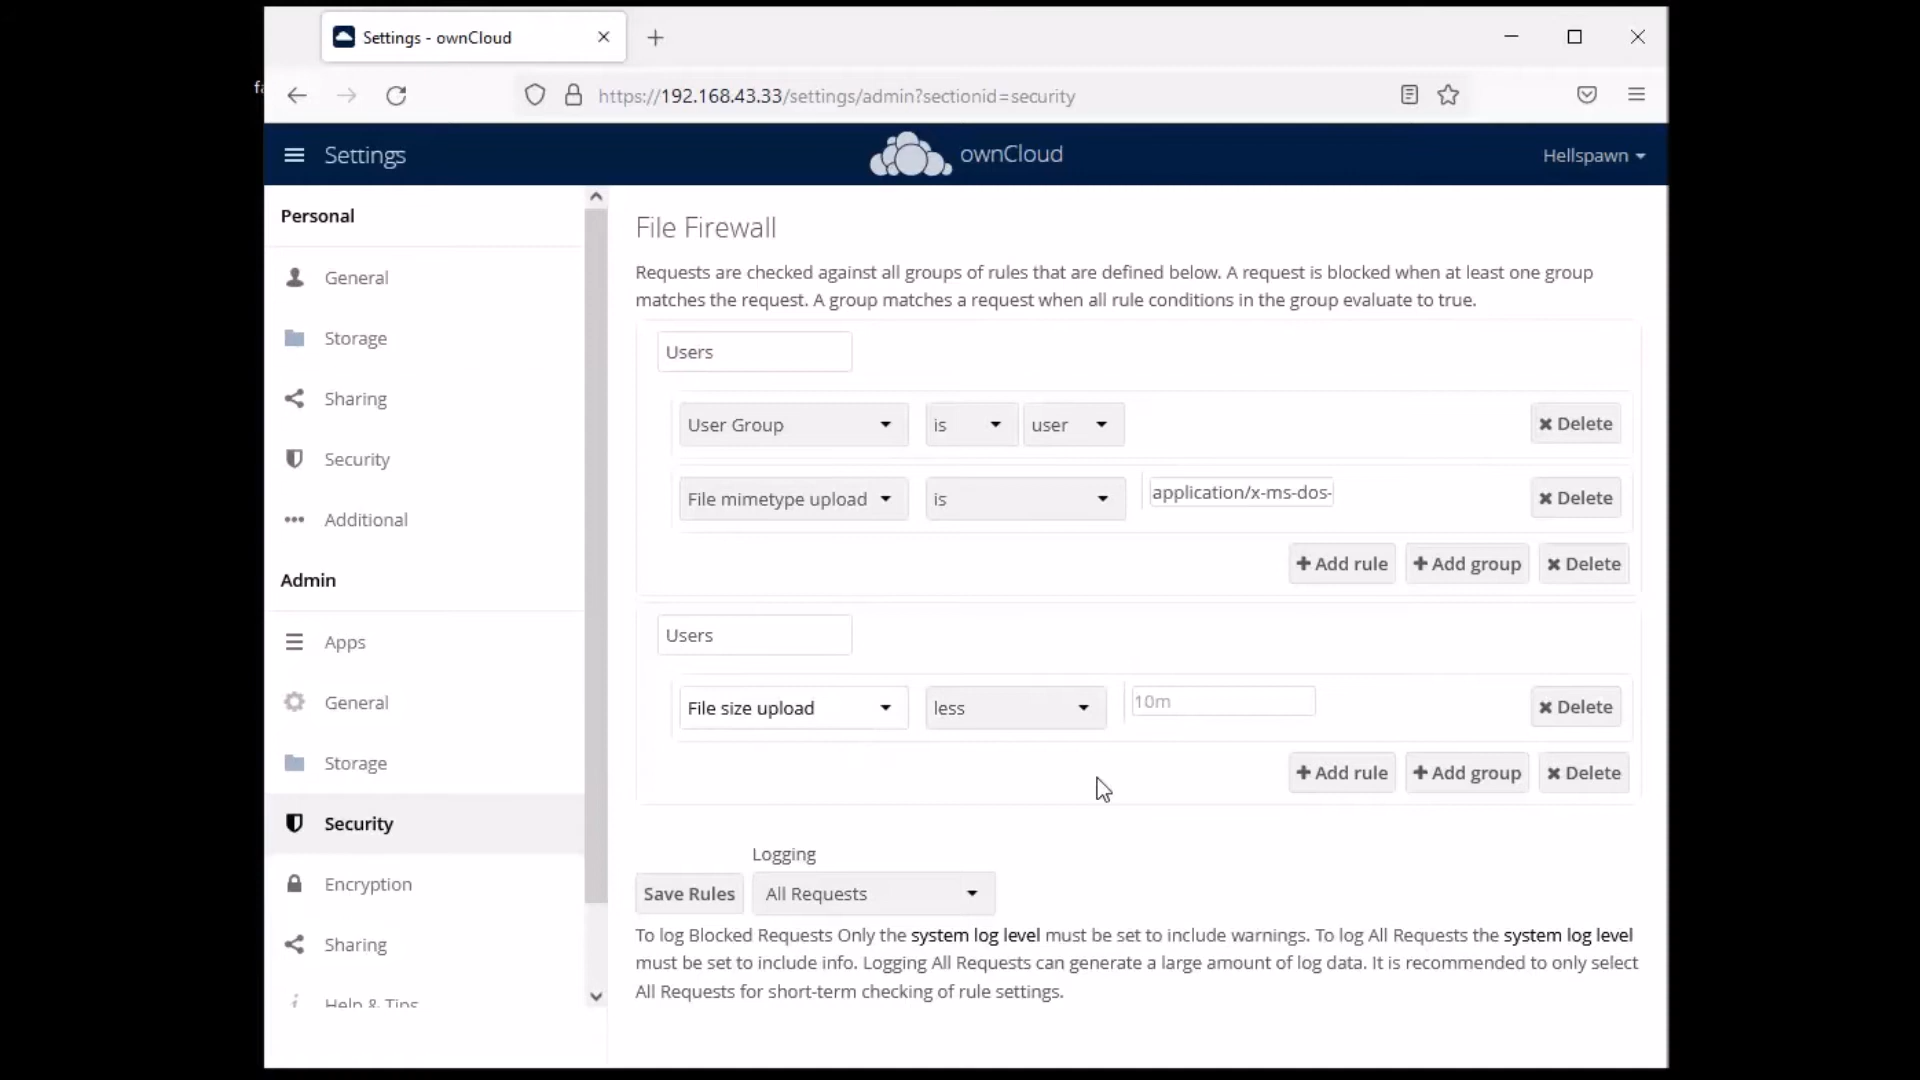 Settings - ownCloud
https://192.168.43.33/settings/admin?sectionid=security
Settings
ownCloud
Hellspawn
Personal
General
Storage
Sharing
Security
Additional
Admin
Apps
General
Storage
Security
Encryption
Sharing
Help & Tips
File Firewall
Requests are checked against all groups of rules that are defined below. A request is blocked when at least one group
matches the request. A group matches a request when all rule conditions in the group evaluate to true.
Users
User Group is user Delete
File mimetype upload is application/x-ms-dos- Delete
Add rule Add group Delete
Users
File size upload less 10m Delete
Add rule Add group Delete
Logging
Save Rules All Requests
To log Blocked Requests Only the system log level must be set to include warnings. To log All Requests the system log level
must be set to include info. Logging All Requests can generate a large amount of log data. It is recommended to only select
All Requests for short-term checking of rule settings.